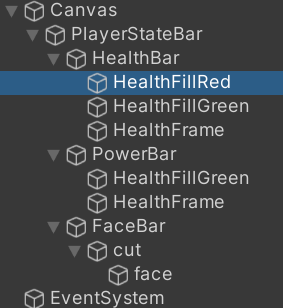 Canvas
PlayerStateBar
HealthBar
HealthFillRed
HealthFillGreen
HealthFrame
PowerBar
HealthFillGreen
HealthFrame
FaceBar
cut
face
EventSystem